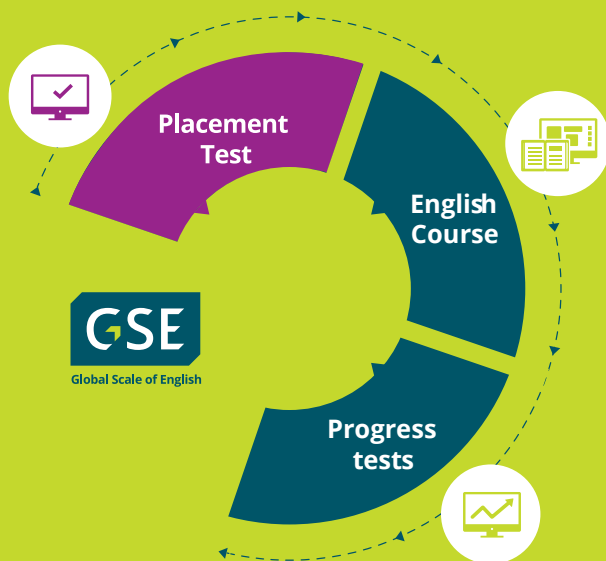 Placement
Test
English
Course
GSE
Global Scale of English
Progress
tests